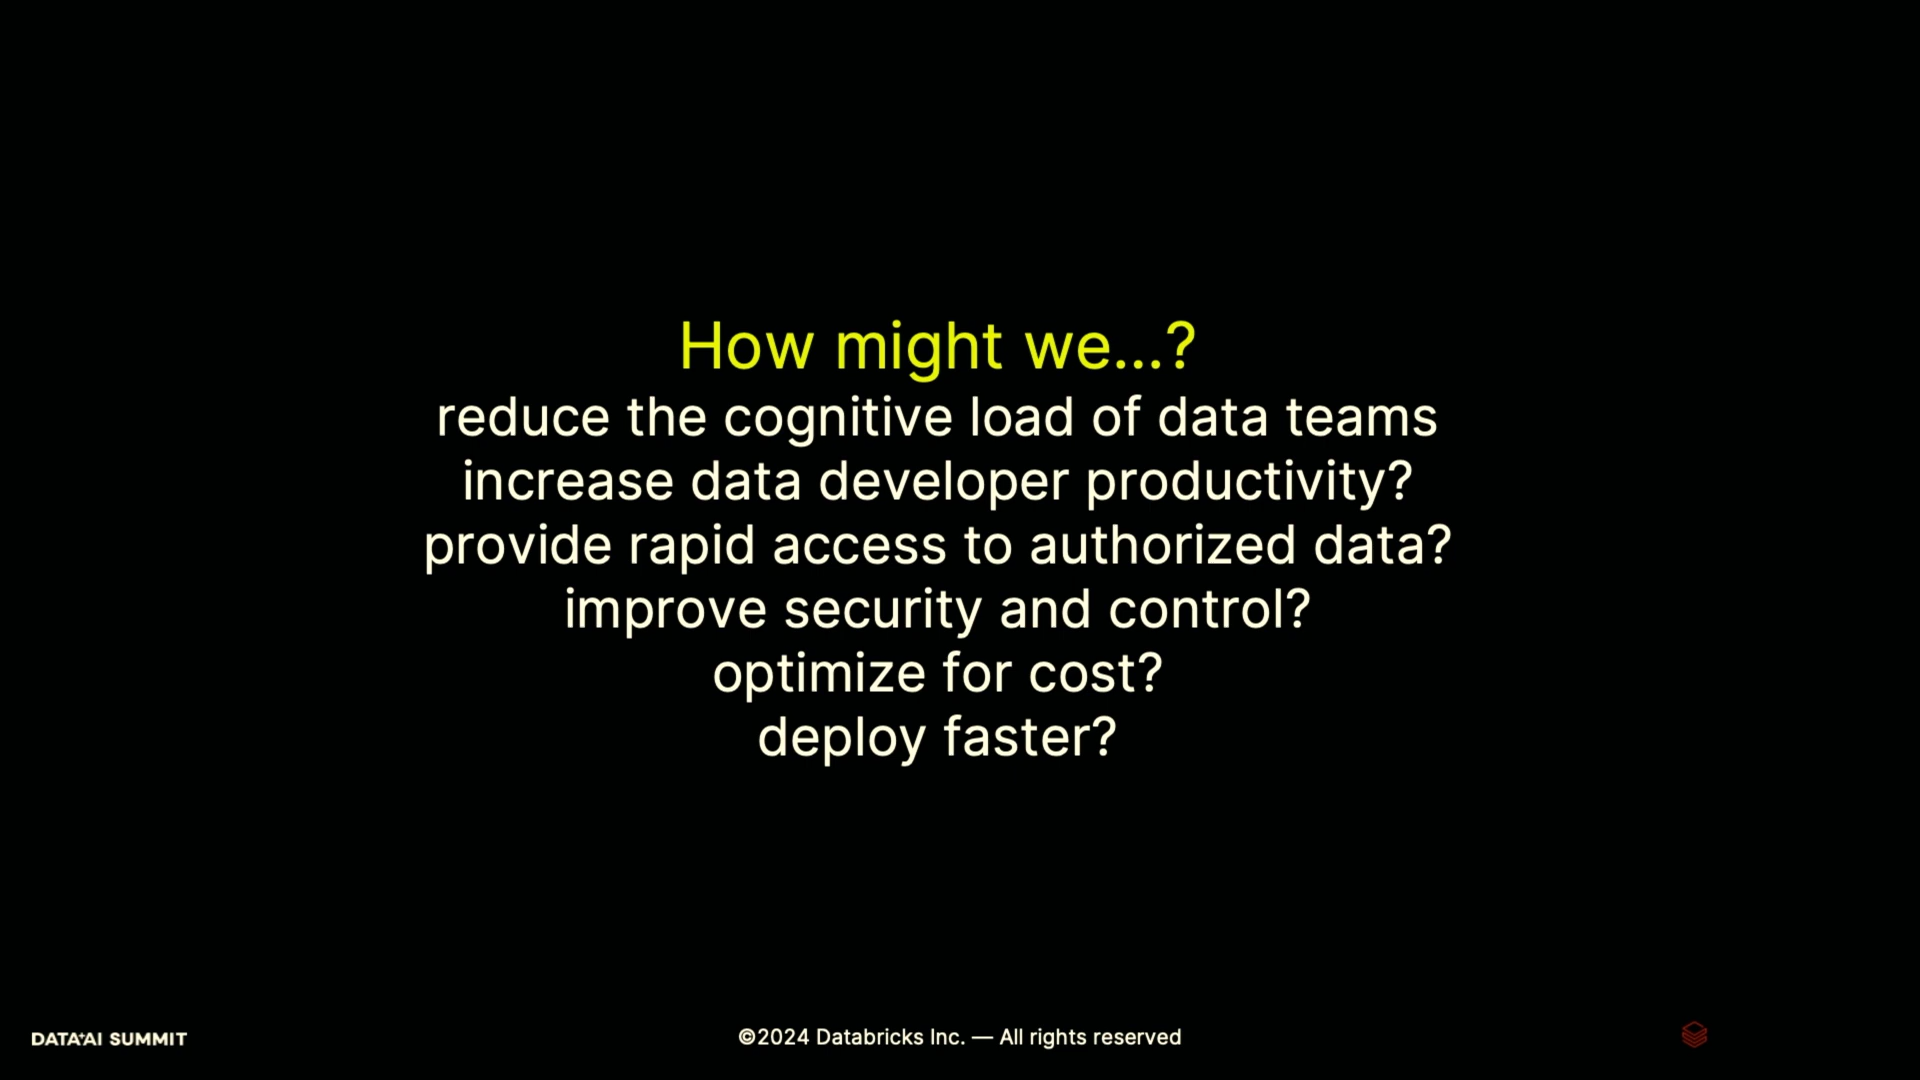 How might we...?
reduce the cognitive load of data teams
increase data developer productivity?
provide rapid access to authorized data?
improve security and control?
optimize for cost?
deploy faster?
DATA+AI SUMMIT
©2024 Databricks Inc. — All rights reserved